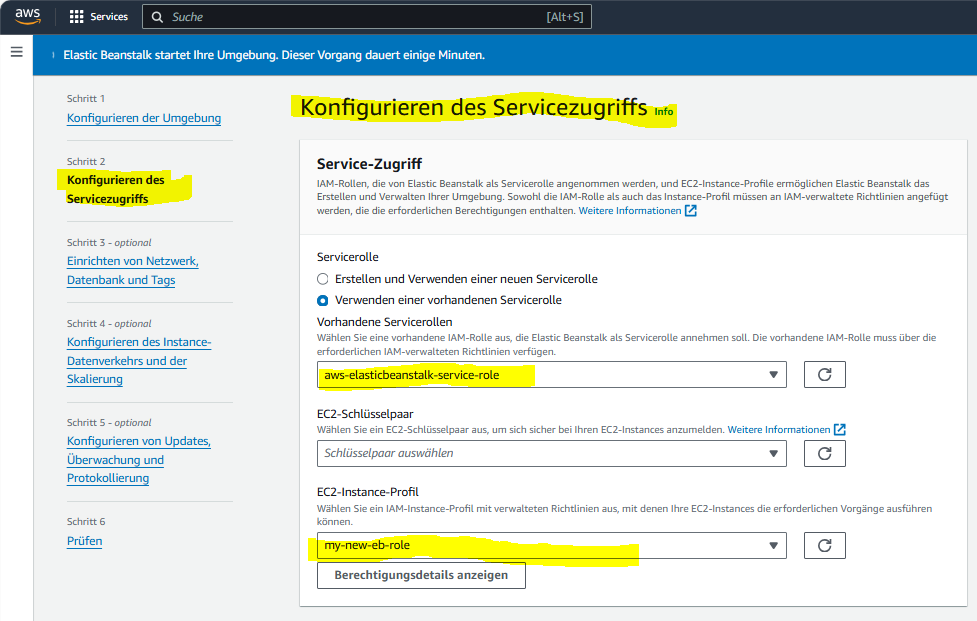 aws
Services
Suche
[Alt+S]
Elastic Beanstalk startet Ihre Umgebung. Dieser Vorgang dauert einige Minuten.
Schritt 1
Konfigurieren der Umgebung
Schritt 2
Konfigurieren des
Servicezugriffs
Schritt 3 - optional
Einrichten von Netzwerk,
Datenbank und Tags
Schritt 4 - optional
Konfigurieren des Instance-
Datenverkehrs und der
Skalierung
Schritt 5 - optional
Konfigurieren von Updates,
Überwachung und
Protokollierung
Schritt 6
Prüfen
Konfigurieren des Servicezugriffs Info
Service-Zugriff
IAM-Rollen, die von Elastic Beanstalk als Servicerolle angenommen werden, und EC2-Instance-Profile ermöglichen Elastic Beanstalk das
Erstellen und Verwalten Ihrer Umgebung. Sowohl die IAM-Rolle als auch das Instance-Profil müssen an IAM-verwaltete Richtlinien angefügt
werden, die die erforderlichen Berechtigungen enthalten. Weitere Informationen
Servicerolle
Erstellen und Verwenden einer neuen Servicerolle
Verwenden einer vorhandenen Servicerolle
Vorhandene Servicerollen
Wählen Sie eine vorhandene IAM-Rolle aus, die Elastic Beanstalk als Servicerolle annehmen soll. Die vorhandene IAM-Rolle muss über die
erforderlichen IAM-verwalteten Richtlinien verfügen.
aws-elasticbeanstalk-service-role
EC2-Schlüsselpaar
Wählen Sie ein EC2-Schlüsselpaar aus, um sich sicher bei Ihren EC2-Instances anzumelden. Weitere Informationen
Schlüsselpaar auswählen
EC2-Instance-Profil
Wählen Sie ein IAM-Instance-Profil mit verwalteten Richtlinien aus, mit denen Ihre EC2-Instances die erforderlichen Vorgänge ausführen
können.
my-new-eb-role
Berechtigungsdetails anzeigen